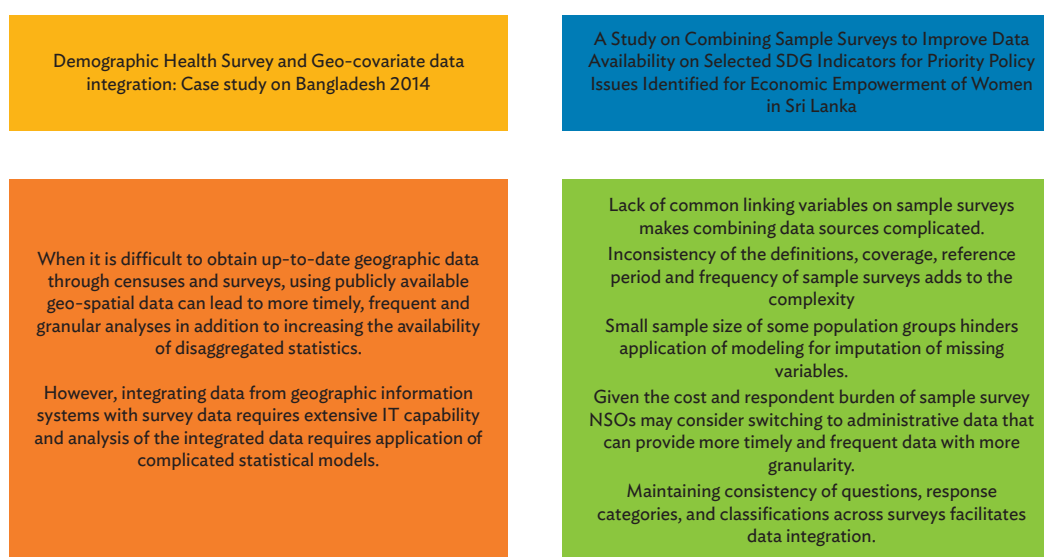 Demographic Health Survey and Geo-covariate data
integration: Case study on Bangladesh 2014
A Study on Combining Sample Surveys to Improve Data
Availability on Selected SDG Indicators for Priority Policy
Issues Identified for Economic Empowerment of Women
in Sri Lanka
When it is difficult to obtain up-to-date geographic data
through censuses and surveys, using publicly available
geo-spatial data can lead to more timely, frequent and
granular analyses in addition to increasing the availability
of disaggregated statistics.
However, integrating data from geographic information
systems with survey data requires extensive IT capability
and analysis of the integrated data requires application of
complicated statistical models.
Lack of common linking variables on sample surveys
makes combining data sources complicated.
Inconsistency of the definitions, coverage, reference
period and frequency of sample surveys adds to the
complexity
Small sample size of some population groups hinders
application of modeling for imputation of missing
variables.
Given the cost and respondent burden of sample survey
NSOs may consider switching to administrative data that
can provide more timely and frequent data with more
granularity.
Maintaining consistency of questions, response
categories, and classifications across surveys facilitates
data integration.